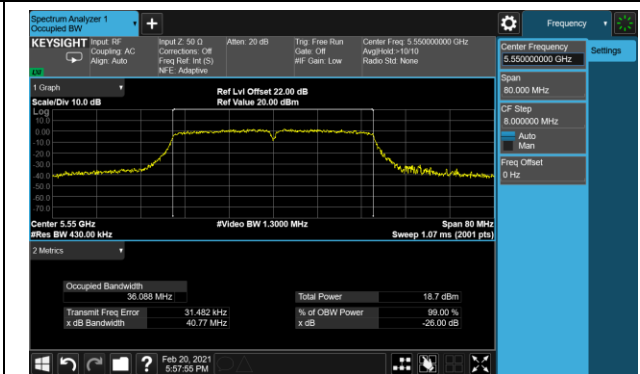 Spectrum Analyzer 1
Occupied BW
+
Frequency
KEYSIGHT
Input: RF
Coupling: AC
Align: Auto
Input Z: 50 Ω
Corrections: Off
Freq Ref: Int (S)
NFE: Adaptive
Atten: 20 dB
Trig: Free Run
Gate: Off
#IF Gain: Low
Center Freq: 5.550000000 GHz
Avg|Hold:>10/10
Radio Std: None
Center Frequency
5.550000000 GHz
Settings
Span
80.000 MHz
CF Step
8.000000 MHz
Auto
Man
Freq Offset
0 Hz
1 Graph
Scale/Div 10.0 dB
Ref Lvl Offset 22.00 dB
Ref Value 20.00 dBm
Log
10.0
0.00
-10.0
-20.0
-30.0
-40.0
-50.0
-60.0
-70.0
Center 5.55 GHz
#Video BW 1.3000 MHz
Span 80 MHz
#Res BW 430.00 kHz
Sweep 1.07 ms (2001 pts)
2 Metrics
Occupied Bandwidth
36.088 MHz
Total Power 18.7 dBm
Transmit Freq Error 31.482 kHz
% of OBW Power 99.00 %
x dB Bandwidth 40.77 MHz
x dB -26.00 dB
?
Feb 20, 2021
5:57:55 PM